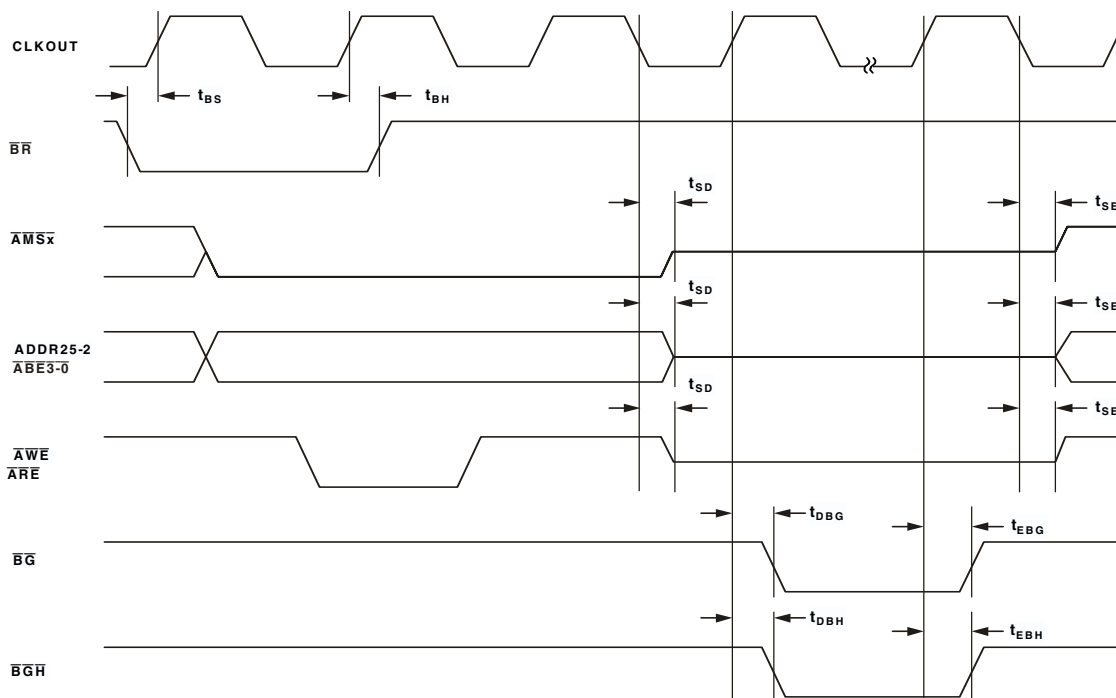 CLKOUT
tBS
tBH
BR
tSD
tSE
AMSx
tSD
tSE
ADDR25-2
ABE3-0
tSD
tSE
AWE
ARE
tDBG
tEBG
BG
tDBH
tEBH
BGH